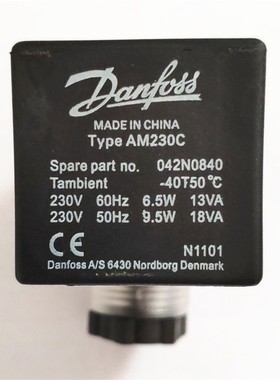 Danfoss
MADE IN CHINA
Type AM230C
Spare part no. 042N0840
Tambient -40T50 °C
230V 60Hz 6.5W 13VA
230V 50Hz 9.5W 18VA
CE N1101
Danfoss A/S 6430 Nordborg Denmark